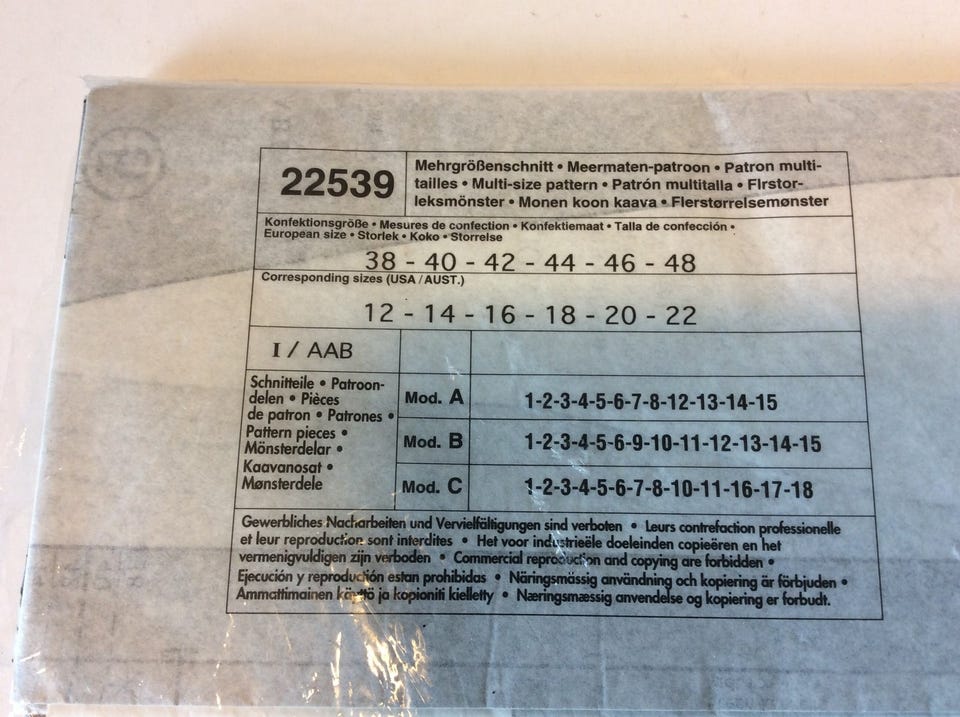 22539
Mehrgrößenschnitt • Meermaten-patroon • Patron multi-
tailles • Multi-size pattern • Patrón multitalla • Flrstor-
leksmönster • Monen koon kaava • Flerstørrelsemønster
Konfektionsgröße • Mesures de confection • Konfektiemaat • Talla de confección •
European size • Storlek • Koko • Storrelse
38 - 40 - 42 - 44 - 46 - 48
Corresponding sizes (USA / AUST.)
12 - 14 - 16 - 18 - 20 - 22
I / AAB
Schnitteile • Patroon-
delen • Pièces
de patron • Patrones •
Pattern pieces •
Mönsterdelar •
Kaavanosat •
Mønsterdele
Mod. A 1-2-3-4-5-6-7-8-12-13-14-15
Mod. B 1-2-3-4-5-6-9-10-11-12-13-14-15
Mod. C 1-2-3-4-5-6-7-8-10-11-16-17-18
Gewerbliches Nacharbeiten und Vervielfältigungen sind verboten • Leurs contrefaction professionelle
et leur reproduction sont interdites • Het voor industrieële doeleinden copieëren en het
vermenigvuldigen zijn verboden • Commercial reproduction and copying are forbidden •
Ejecución y reproducción estan prohibidas • Näringsmässig användning och kopiering är förbjuden •
Ammattimainen käyttö ja kopioniti kielletty • Næringsmæssig anvendelse og kopiering er forbudt.